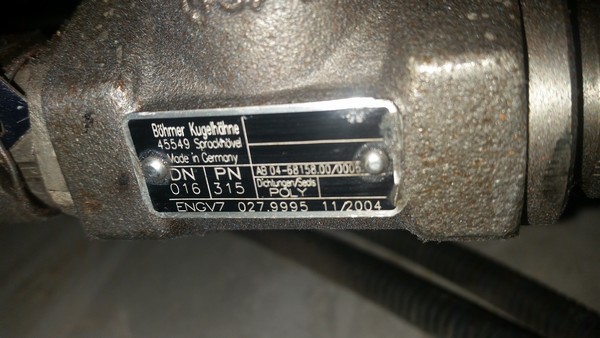 Böhmer Kugelhähne
45549 Sprockhövel
Made in Germany
DN PN
016 315
AB 04-68158.00/0005
Dichtungen/Seats
POLY
ENGV7 027.9995 11/2004